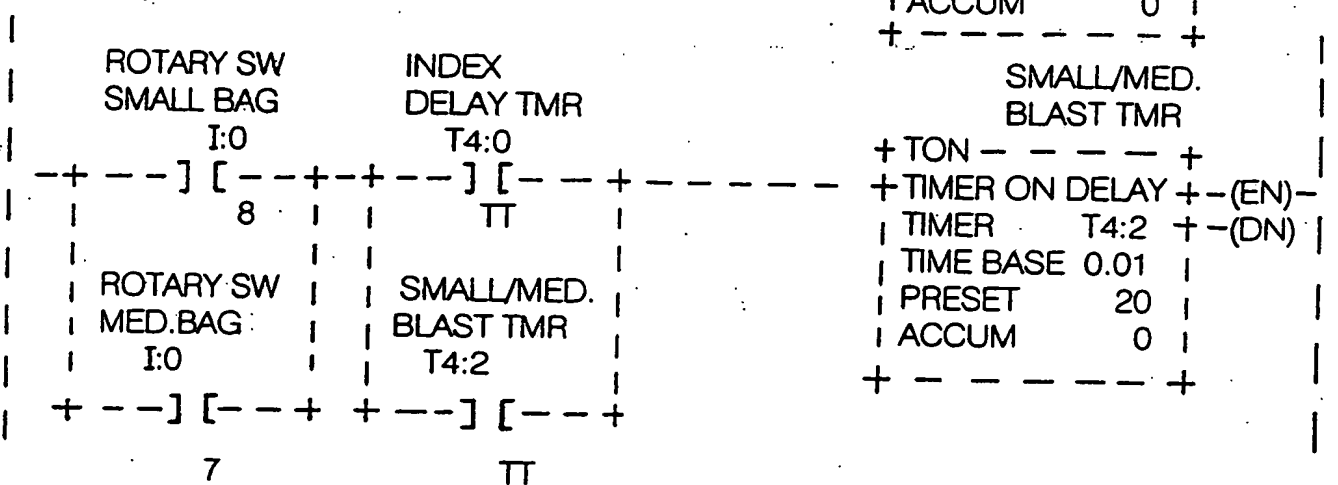 ACCUM 0
ROTARY SW INDEX
SMALL BAG DELAY TMR
I:0 T4:0
] [ ] [
8 TT
ROTARY SW SMALL/MED.
MED.BAG BLAST TMR
I:0 T4:2
] [ ] [
7 TT
SMALL/MED.
BLAST TMR
TON
TIMER ON DELAY (EN)
TIMER T4:2 (DN)
TIME BASE 0.01
PRESET 20
ACCUM 0